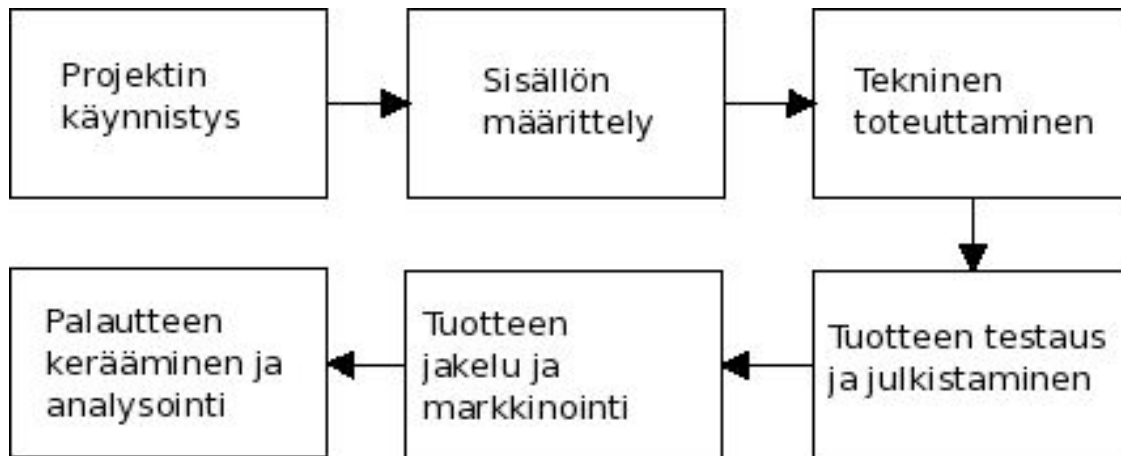 Projektin
käynnistys
Sisällön
määrittely
Tekninen
toteuttaminen
Tuotteen testaus
ja julkistaminen
Tuotteen
jakelu ja
markkinointi
Palautteen
kerääminen ja
analysointi